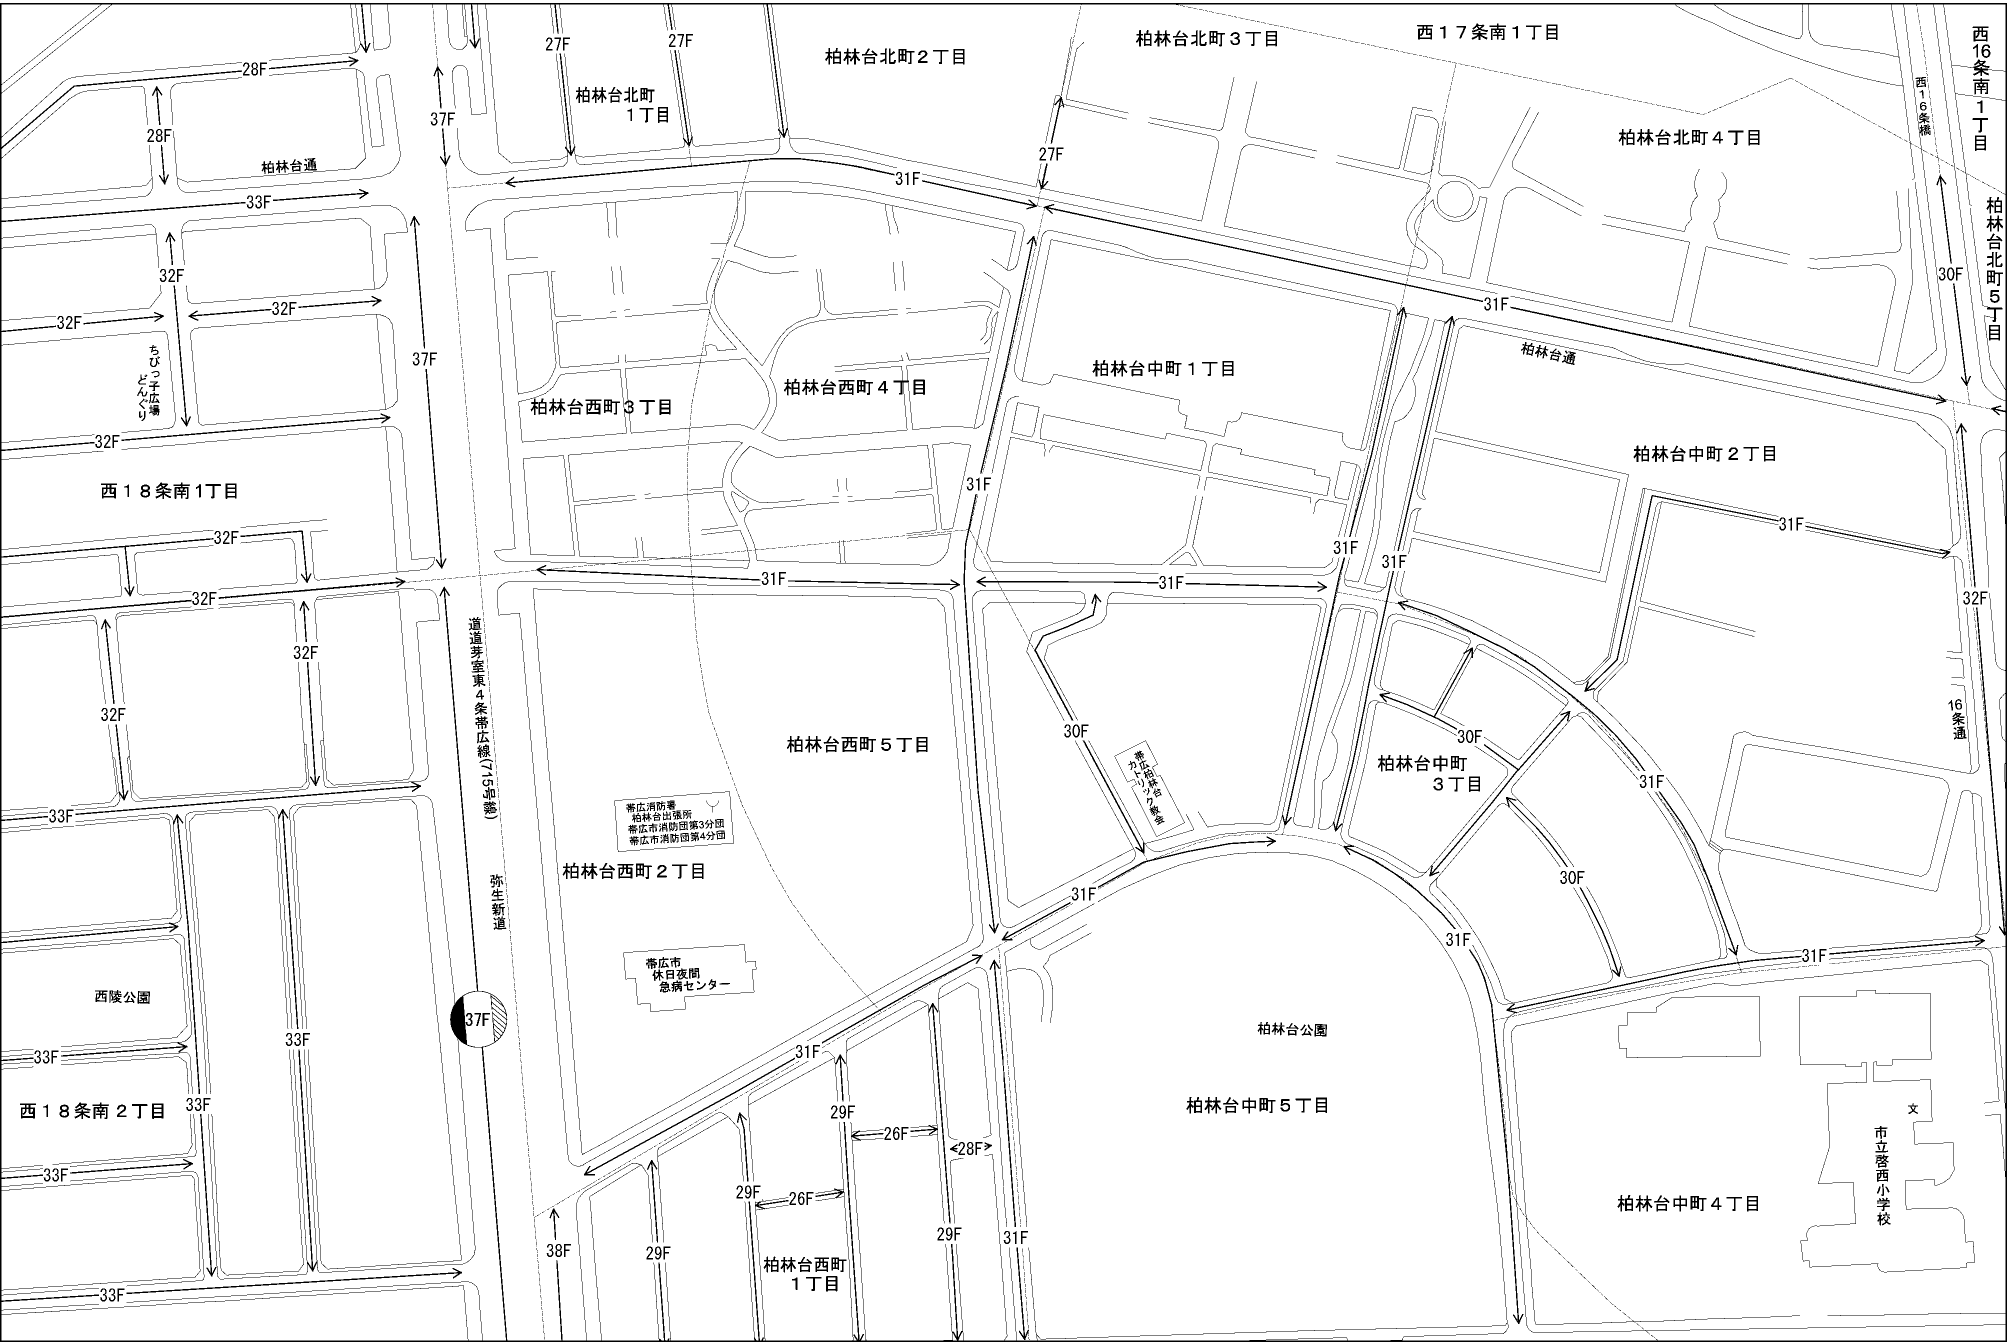 西17条南1丁目
西16条南1丁目
柏林台北町3丁目
柏林台北町2丁目
27F
27F
28F
柏林台北町
1丁目
西16条橋
37F
28F
柏林台北町4丁目
27F
柏林台通
31F
33F
柏林台北町5丁目
32F
30F
32F
31F
32F
37F
ちびっ子広場
どんぐり
柏林台通
柏林台中町1丁目
柏林台西町4丁目
柏林台西町3丁目
32F
柏林台中町2丁目
31F
西18条南1丁目
31F
32F
31F
31F
31F
31F
32F
32F
道道芽室東4条帯広線(715号線)
32F
32F
16条通
30F
30F
柏林台西町5丁目
柏林台中町
3丁目
帯広柏林台
カトリック教会
31F
33F
帯広消防署
柏林台出張所
帯広市消防団第3分団
帯広市消防団第4分団
柏林台西町2丁目
30F
31F
弥生新道
31F
31F
帯広市
休日夜間
急病センター
西陵公園
37F
柏林台公園
33F
31F
33F
33F
西18条南2丁目
29F
柏林台中町5丁目
文
市立啓西小学校
26F
28F
33F
29F
26F
柏林台中町4丁目
29F
31F
38F
29F
柏林台西町
1丁目
33F